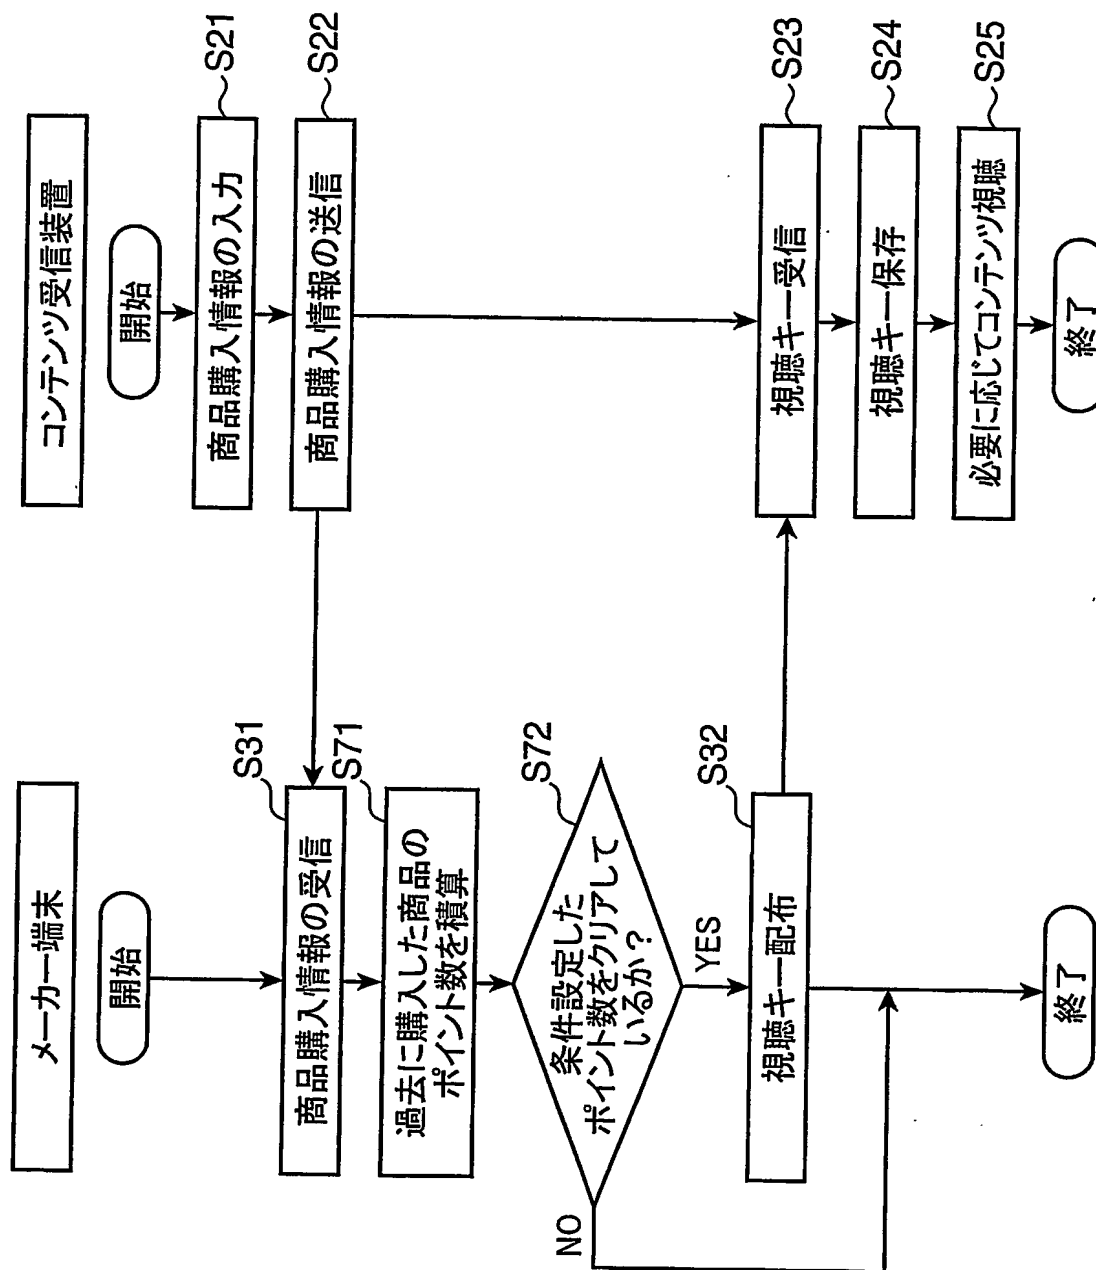 メーカー端末
開始
S31
商品購入情報の受信
S71
過去に購入した商品の
ポイント数を積算
S72
条件設定した
ポイント数をクリアして
いるか？
NO
YES
S32
視聴キー配布
終了
コンテンツ受信装置
開始
S21
商品購入情報の入力
S22
商品購入情報の送信
S23
視聴キー受信
S24
視聴キー保存
S25
必要に応じてコンテンツ視聴
終了